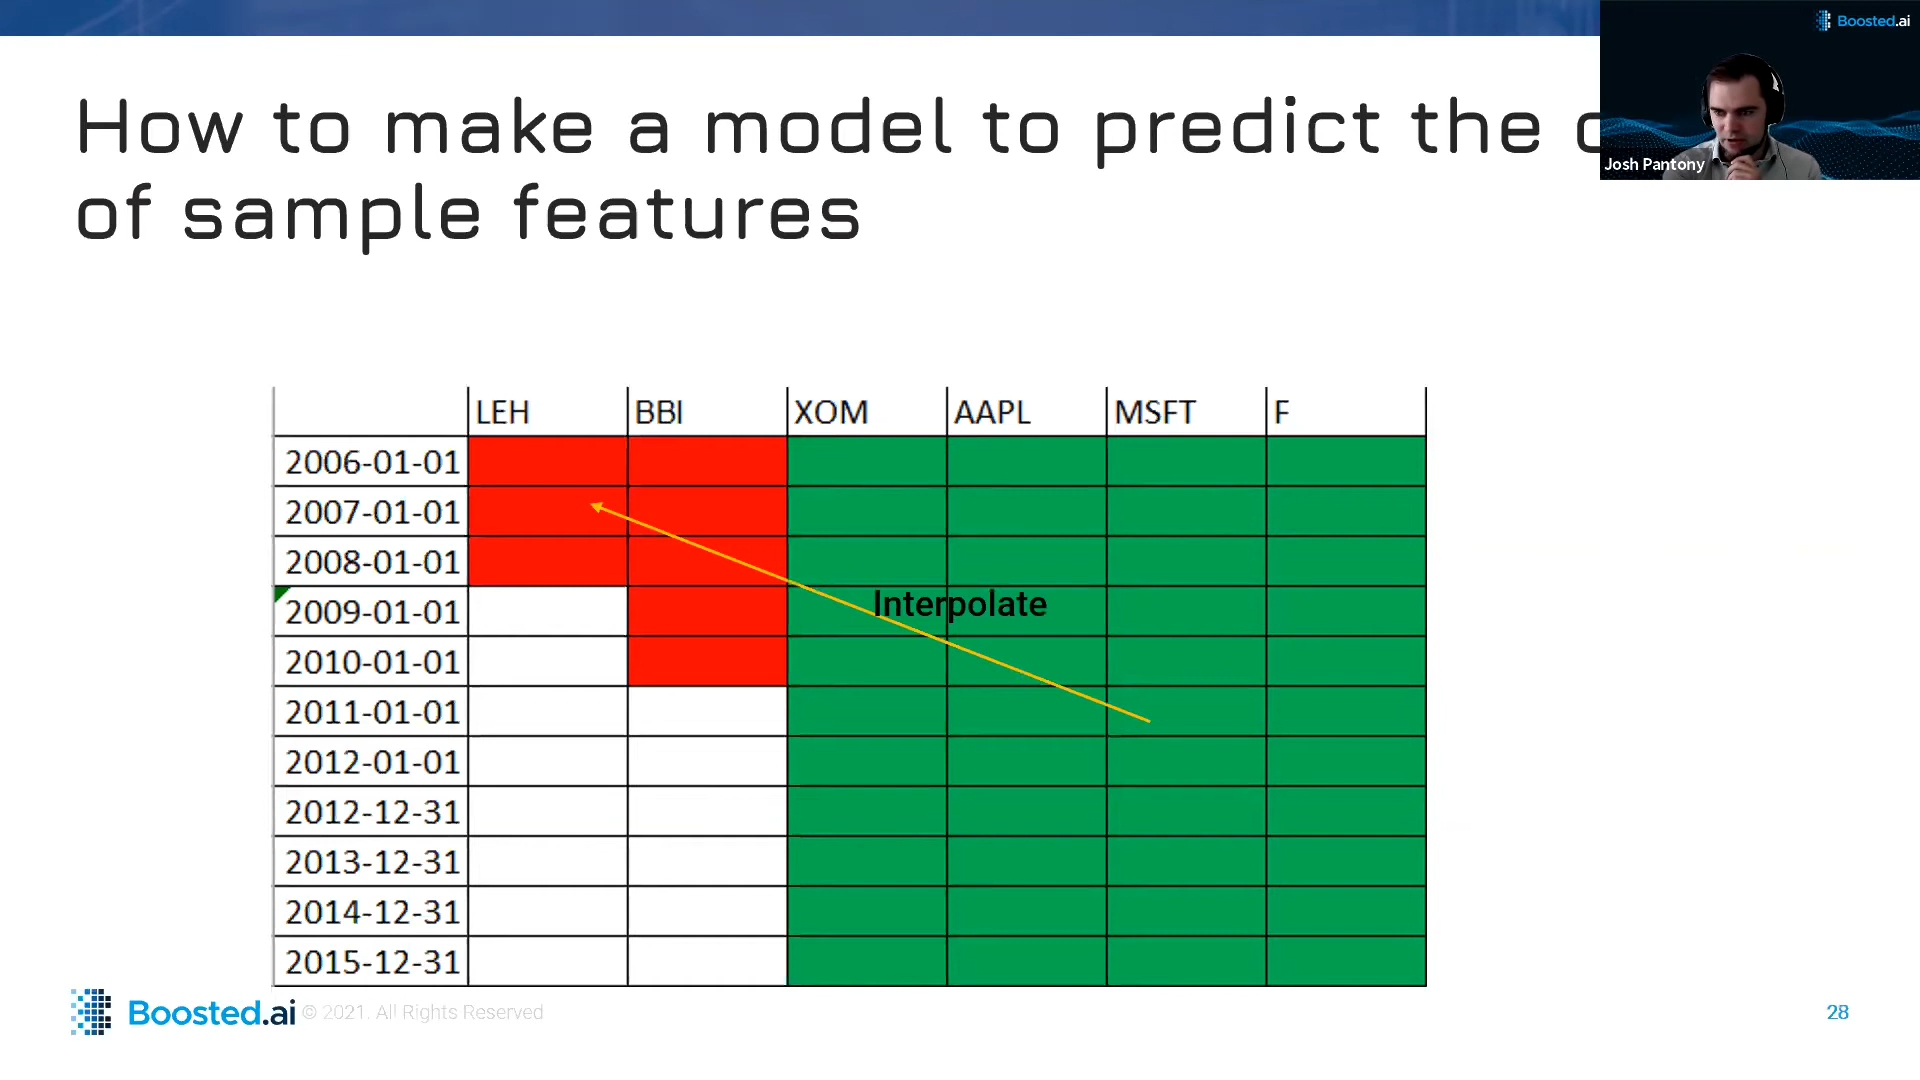 Boosted.ai
How to make a model to predict the
of sample features
Josh Pantony
LEH BBI XOM AAPL MSFT F
2006-01-01
2007-01-01
2008-01-01
2009-01-01
Interpolate
2010-01-01
2011-01-01
2012-01-01
2012-12-31
2013-12-31
2014-12-31
2015-12-31
Boosted.ai © 2021. All Rights Reserved
28